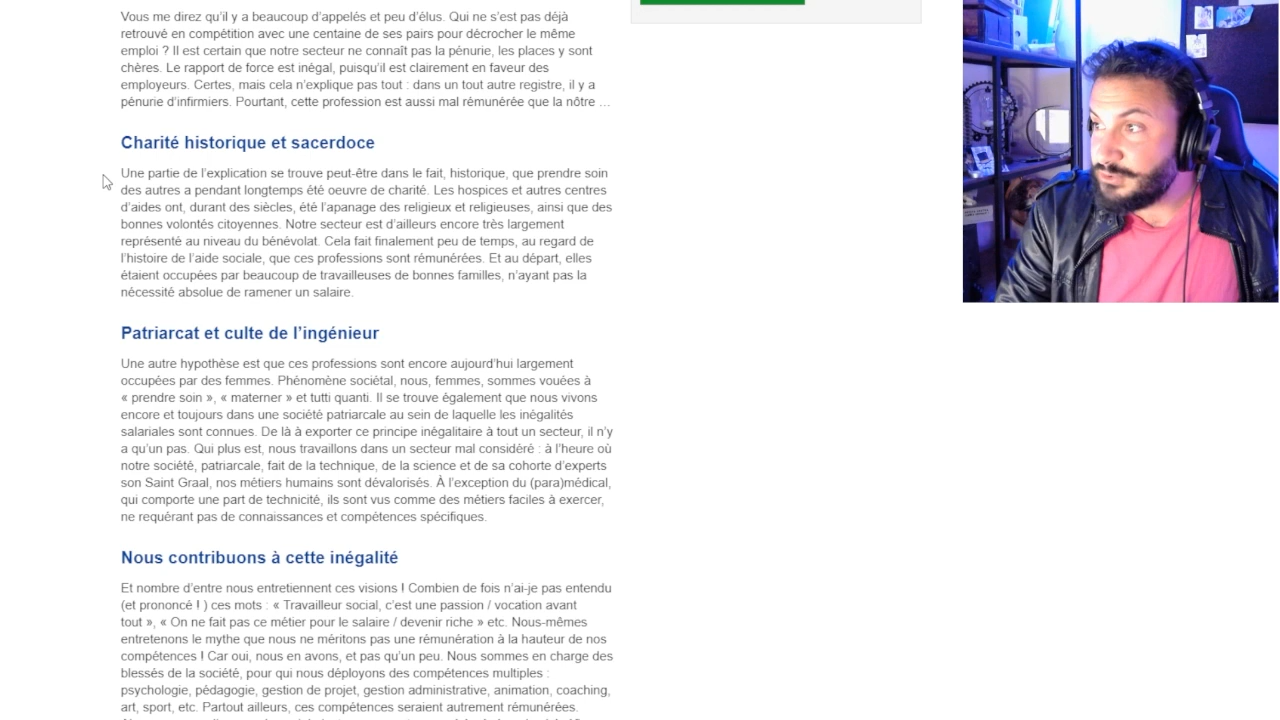 Vous me direz qu’il y a beaucoup d’appelés et peu d’élus. Qui ne s’est pas déjà
retrouvé en compétition avec une centaine de ses pairs pour décrocher le même
emploi ? Il est certain que notre secteur ne connaît pas la pénurie, les places y sont
chères. Le rapport de force est inégal, puisqu’il est clairement en faveur des
employeurs. Certes, mais cela n’explique pas tout : dans un tout autre registre, il y a
pénurie d’infirmiers. Pourtant, cette profession est aussi mal rémunérée que la nôtre …
Charité historique et sacerdoce
Une partie de l’explication se trouve peut-être dans le fait, historique, que prendre soin
des autres a pendant longtemps été oeuvre de charité. Les hospices et autres centres
d’aides ont, durant des siècles, été l’apanage des religieux et religieuses, ainsi que des
bonnes volontés citoyennes. Notre secteur est d’ailleurs encore très largement
représenté au niveau du bénévolat. Cela fait finalement peu de temps, au regard de
l’histoire de l’aide sociale, que ces professions sont rémunérées. Et au départ, elles
étaient occupées par beaucoup de travailleuses de bonnes familles, n’ayant pas la
nécessité absolue de ramener un salaire.
Patriarcat et culte de l’ingénieur
Une autre hypothèse est que ces professions sont encore aujourd’hui largement
occupées par des femmes. Phénomène sociétal, nous, femmes, sommes vouées à
« prendre soin », « materner » et tutti quanti. Il se trouve également que nous vivons
encore et toujours dans une société patriarcale au sein de laquelle les inégalités
salariales sont connues. De là à exporter ce principe inégalitaire à tout un secteur, il n’y
a qu’un pas. Qui plus est, nous travaillons dans un secteur mal considéré : à l’heure où
notre société, patriarcale, fait de la technique, de la science et de sa cohorte d’experts
son Saint Graal, nos métiers humains sont dévalorisés. À l’exception du (para)médical,
qui comporte une part de technicité, ils sont vus comme des métiers faciles à exercer,
ne requérant pas de connaissances et compétences spécifiques.
Nous contribuons à cette inégalité
Et nombre d’entre nous entretiennent ces visions ! Combien de fois n’ai-je pas entendu
(et prononcé ! ) ces mots : « Travailleur social, c’est une passion / vocation avant
tout », « On ne fait pas ce métier pour le salaire / devenir riche » etc. Nous-mêmes
entretenons le mythe que nous ne méritons pas une rémunération à la hauteur de nos
compétences ! Car oui, nous en avons, et pas qu’un peu. Nous sommes en charge des
blessés de la société, pour qui nous déployons des compétences multiples :
psychologie, pédagogie, gestion de projet, gestion administrative, animation, coaching,
art, sport, etc. Partout ailleurs, ces compétences seraient autrement rémunérées.